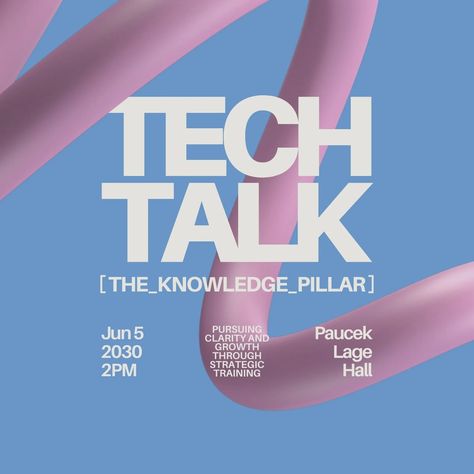 TECH
TALK
[THE_KNOWLEDGE_PILLAR]
Jun 5
2030
2PM
PURSUING
CLARITY AND
GROWTH
THROUGH
STRATEGIC
TRAINING
Paucek
Lage
Hall